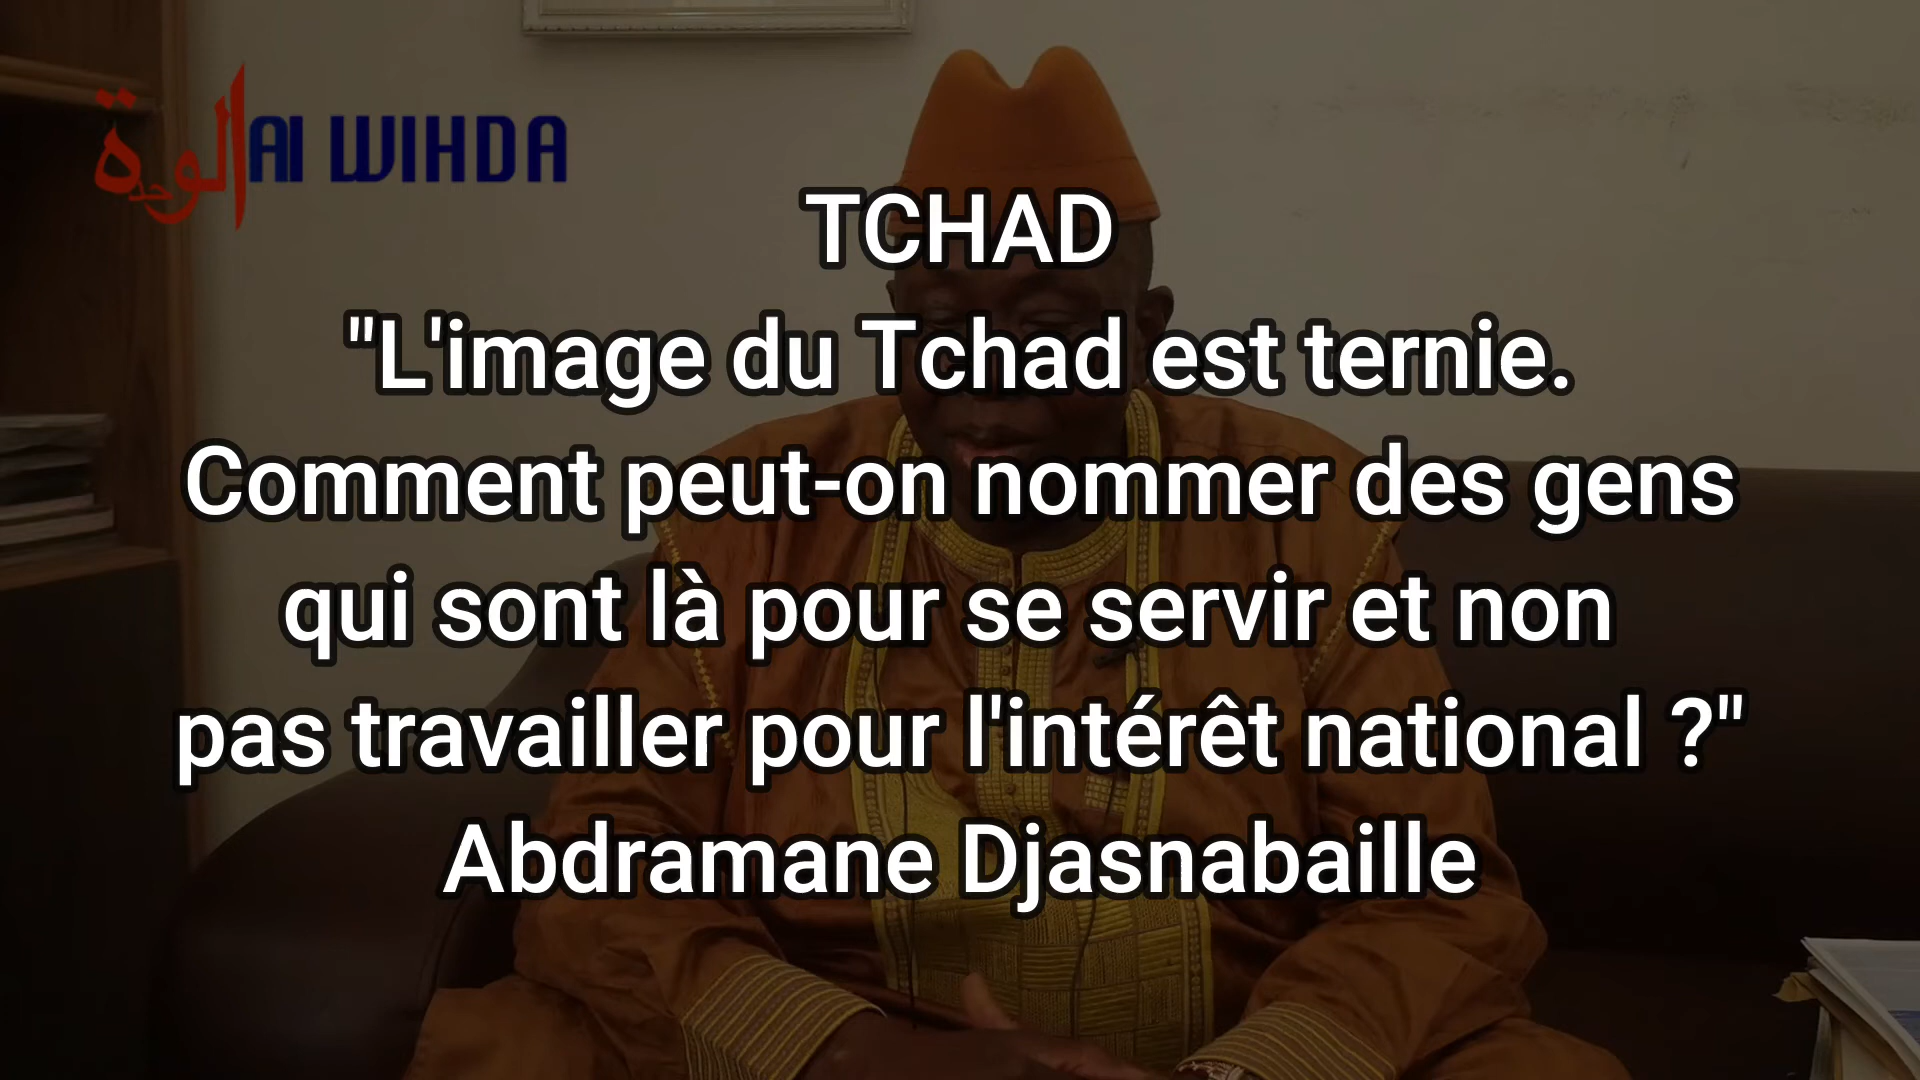 الوحدة Al WIHDA
TCHAD
"L'image du Tchad est ternie.
Comment peut-on nommer des gens
qui sont là pour se servir et non
pas travailler pour l'intérêt national ?"
Abdramane Djasnabaille